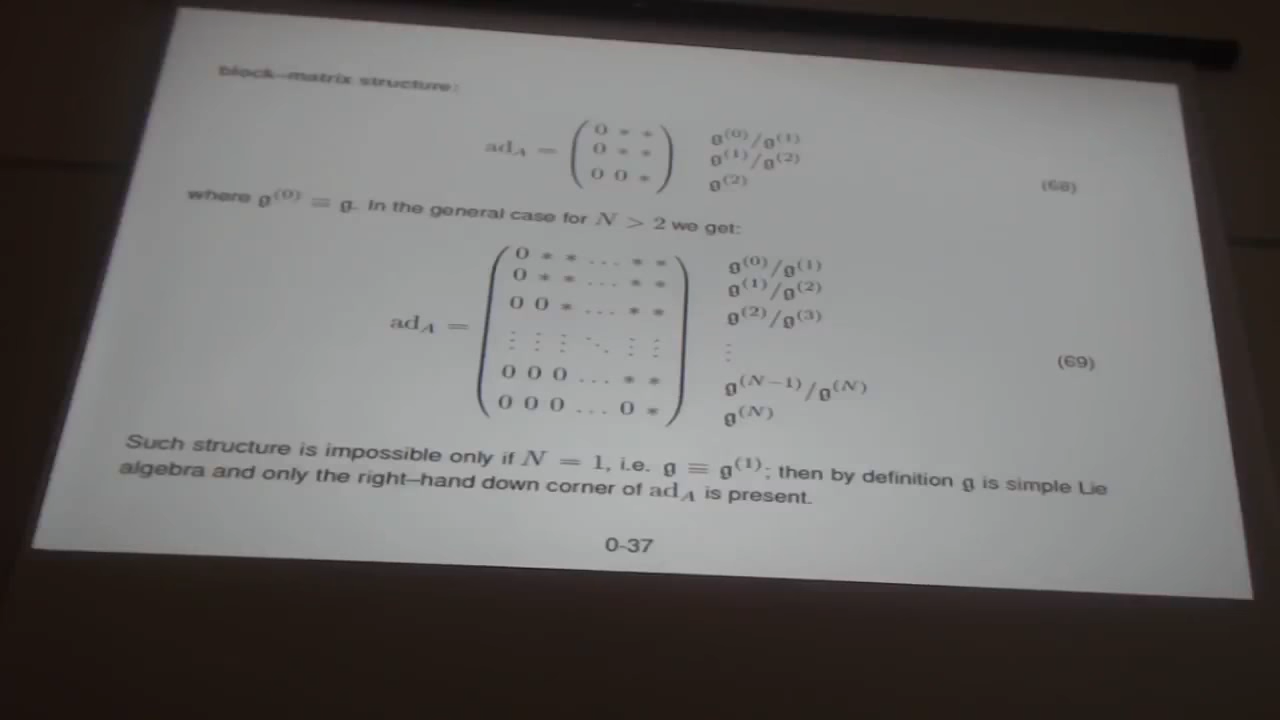 block–matrix structure:
ad_A = ( 0 * * g^(0)/g^(1)
0 * * g^(1)/g^(2)
0 0 * ) g^(2) (68)
where g^(0) ≡ g. In the general case for N > 2 we get:
0 * * ... * * g^(0)/g^(1)
0 * * ... * * g^(1)/g^(2)
0 0 * ... * * g^(2)/g^(3)
ad_A = ⋮ ⋮ ⋮ ⋱ ⋮ ⋮ ⋮ (69)
0 0 0 ... * * g^(N−1)/g^(N)
0 0 0 ... 0 * g^(N)
Such structure is impossible only if N = 1, i.e. g ≡ g^(1); then by definition g is simple Lie
algebra and only the right–hand down corner of ad_A is present.
0-37